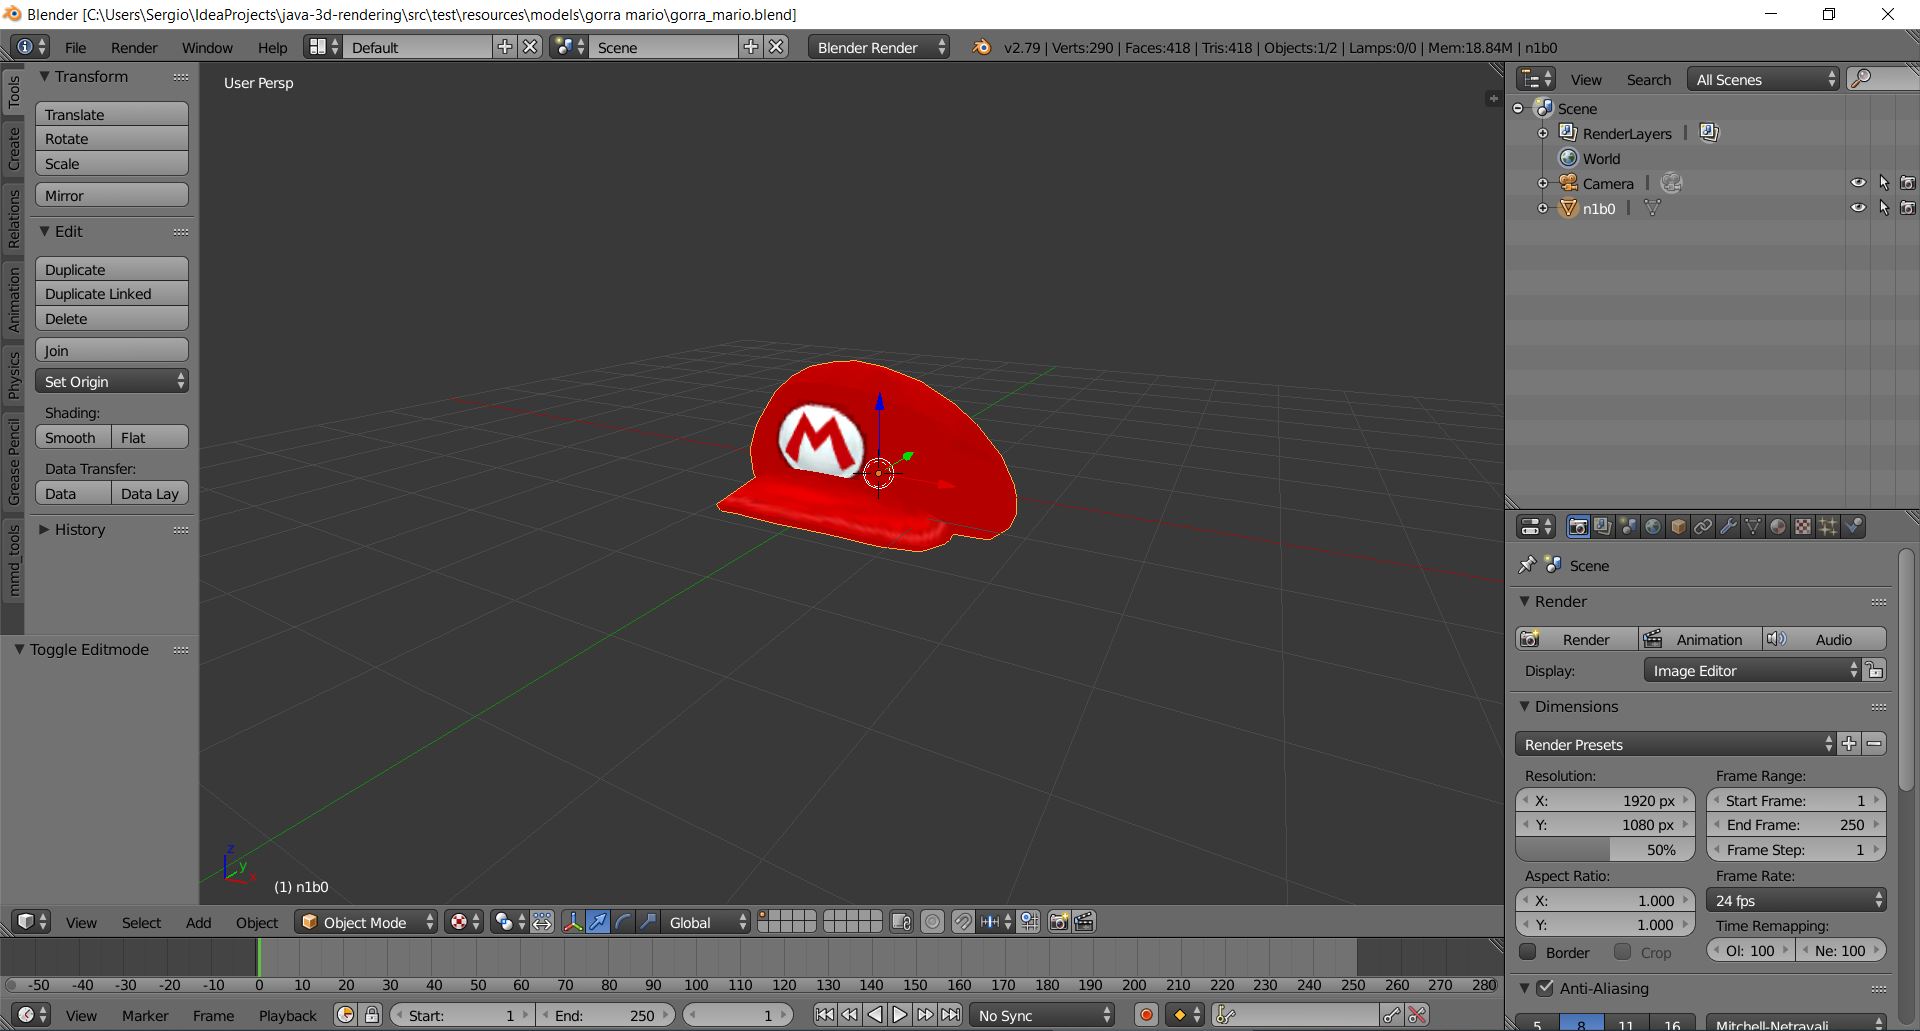 Blender [C:\Users\Sergio\IdeaProjects\java-3d-rendering\src\test\resources\models\gorra mario\gorra_mario.blend]
File Render Window Help Default Scene Blender Render v2.79 | Verts:290 | Faces:418 | Tris:418 | Objects:1/2 | Lamps:0/0 | Mem:18.84M | n1b0
Tools
Create
Relations
Animation
Physics
Grease Pencil
mmd_tools
Transform
Translate
Rotate
Scale
Mirror
Edit
Duplicate
Duplicate Linked
Delete
Join
Set Origin
Shading:
Smooth Flat
Data Transfer:
Data Data Lay
History
Toggle Editmode
User Persp
M
z
y
x
(1) n1b0
View Select Add Object Object Mode Global
-50 -40 -30 -20 -10 0 10 20 30 40 50 60 70 80 90 100 110 120 130 140 150 160 170 180 190 200 210 220 230 240 250 260 270 280
View Marker Frame Playback Start: 1 End: 250 1 No Sync
View Search All Scenes
Scene
RenderLayers
World
Camera
n1b0
Scene
Render
Render Animation Audio
Display: Image Editor
Dimensions
Render Presets
Resolution: Frame Range:
X: 1920 px Start Frame: 1
Y: 1080 px End Frame: 250
50% Frame Step: 1
Aspect Ratio: Frame Rate:
X: 1.000 24 fps
Y: 1.000 Time Remapping:
Border Crop Ol: 100 Ne: 100
Anti-Aliasing
5 8 11 16 Mitchell-Netravali